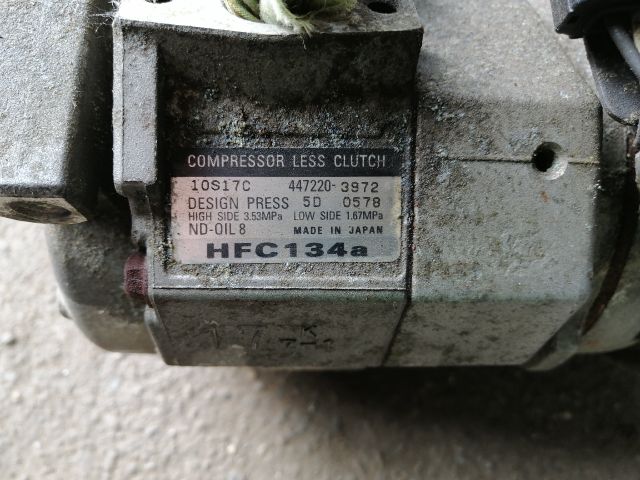 COMPRESSOR LESS CLUTCH
10S17C 447220-3972
DESIGN PRESS 5D 0578
HIGH SIDE 3.53MPa LOW SIDE 1.67MPa
ND-OIL 8 MADE IN JAPAN
HFC134a
17